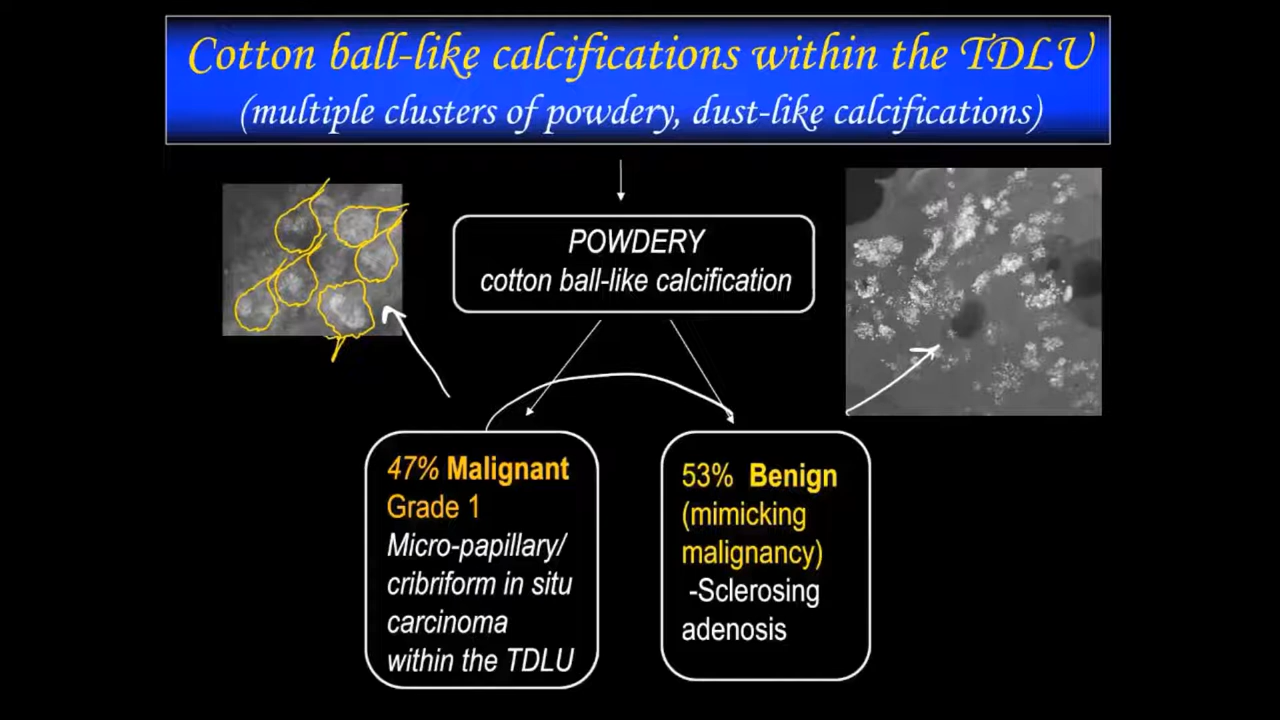 Cotton ball-like calcifications within the TDLU
(multiple clusters of powdery, dust-like calcifications)
POWDERY
cotton ball-like calcification
47% Malignant
Grade 1
Micro-papillary/
cribriform in situ
carcinoma
within the TDLU
53% Benign
(mimicking
malignancy)
-Sclerosing
adenosis